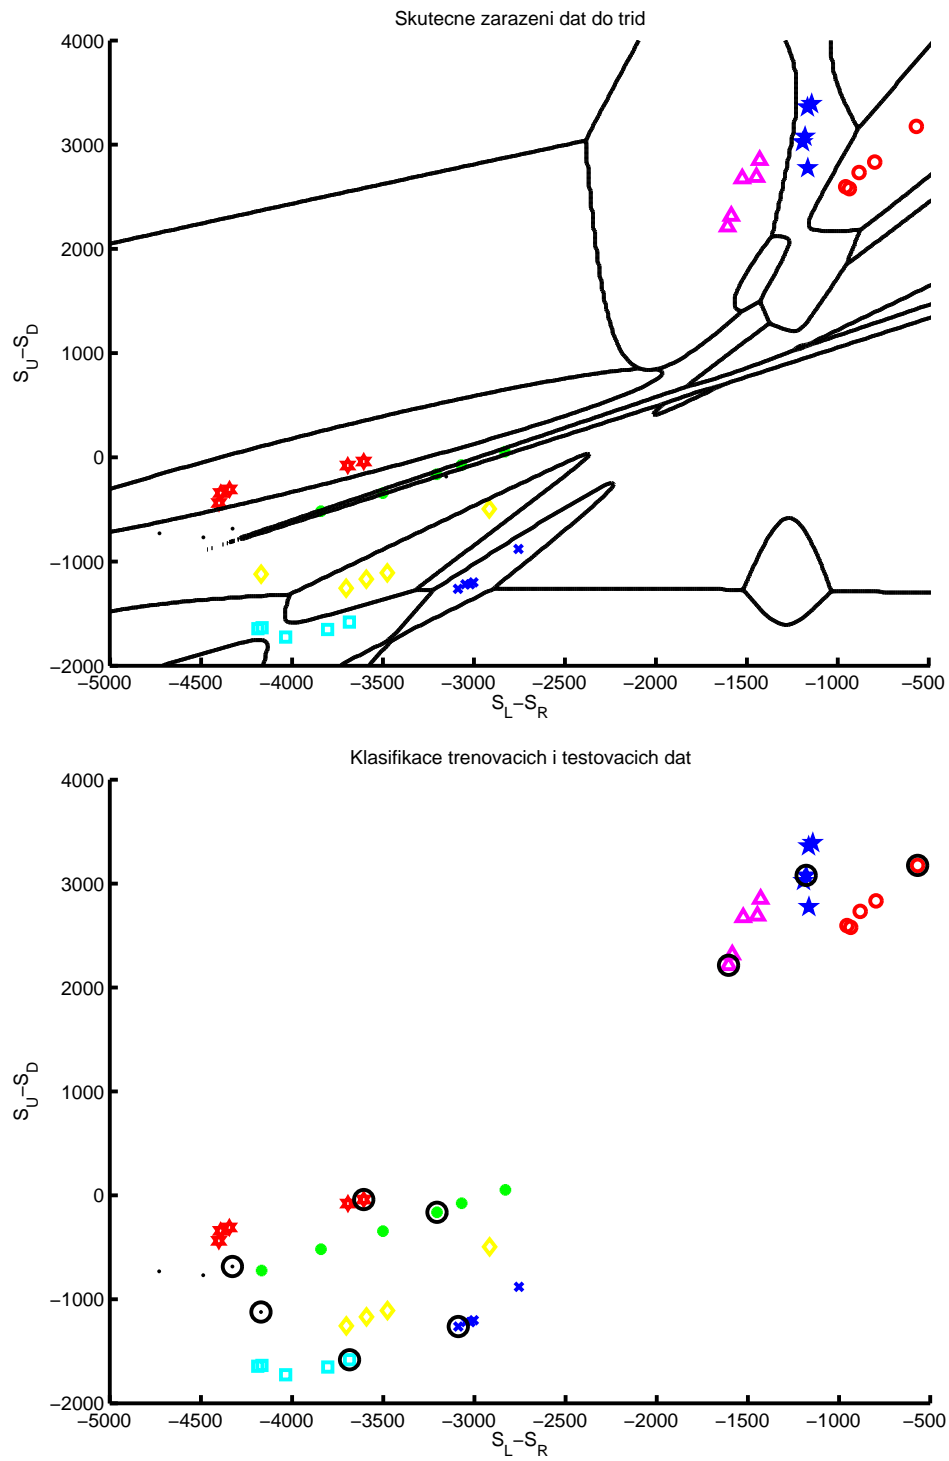 Skutecne zarazeni dat do trid
4000
3000
2000
1000
0
−1000
−2000
S_U−S_D
−5000 −4500 −4000 −3500 −3000 −2500 −2000 −1500 −1000 −500
S_L−S_R
Klasifikace trenovacich i testovacich dat
4000
3000
2000
1000
0
−1000
−2000
S_U−S_D
−5000 −4500 −4000 −3500 −3000 −2500 −2000 −1500 −1000 −500
S_L−S_R